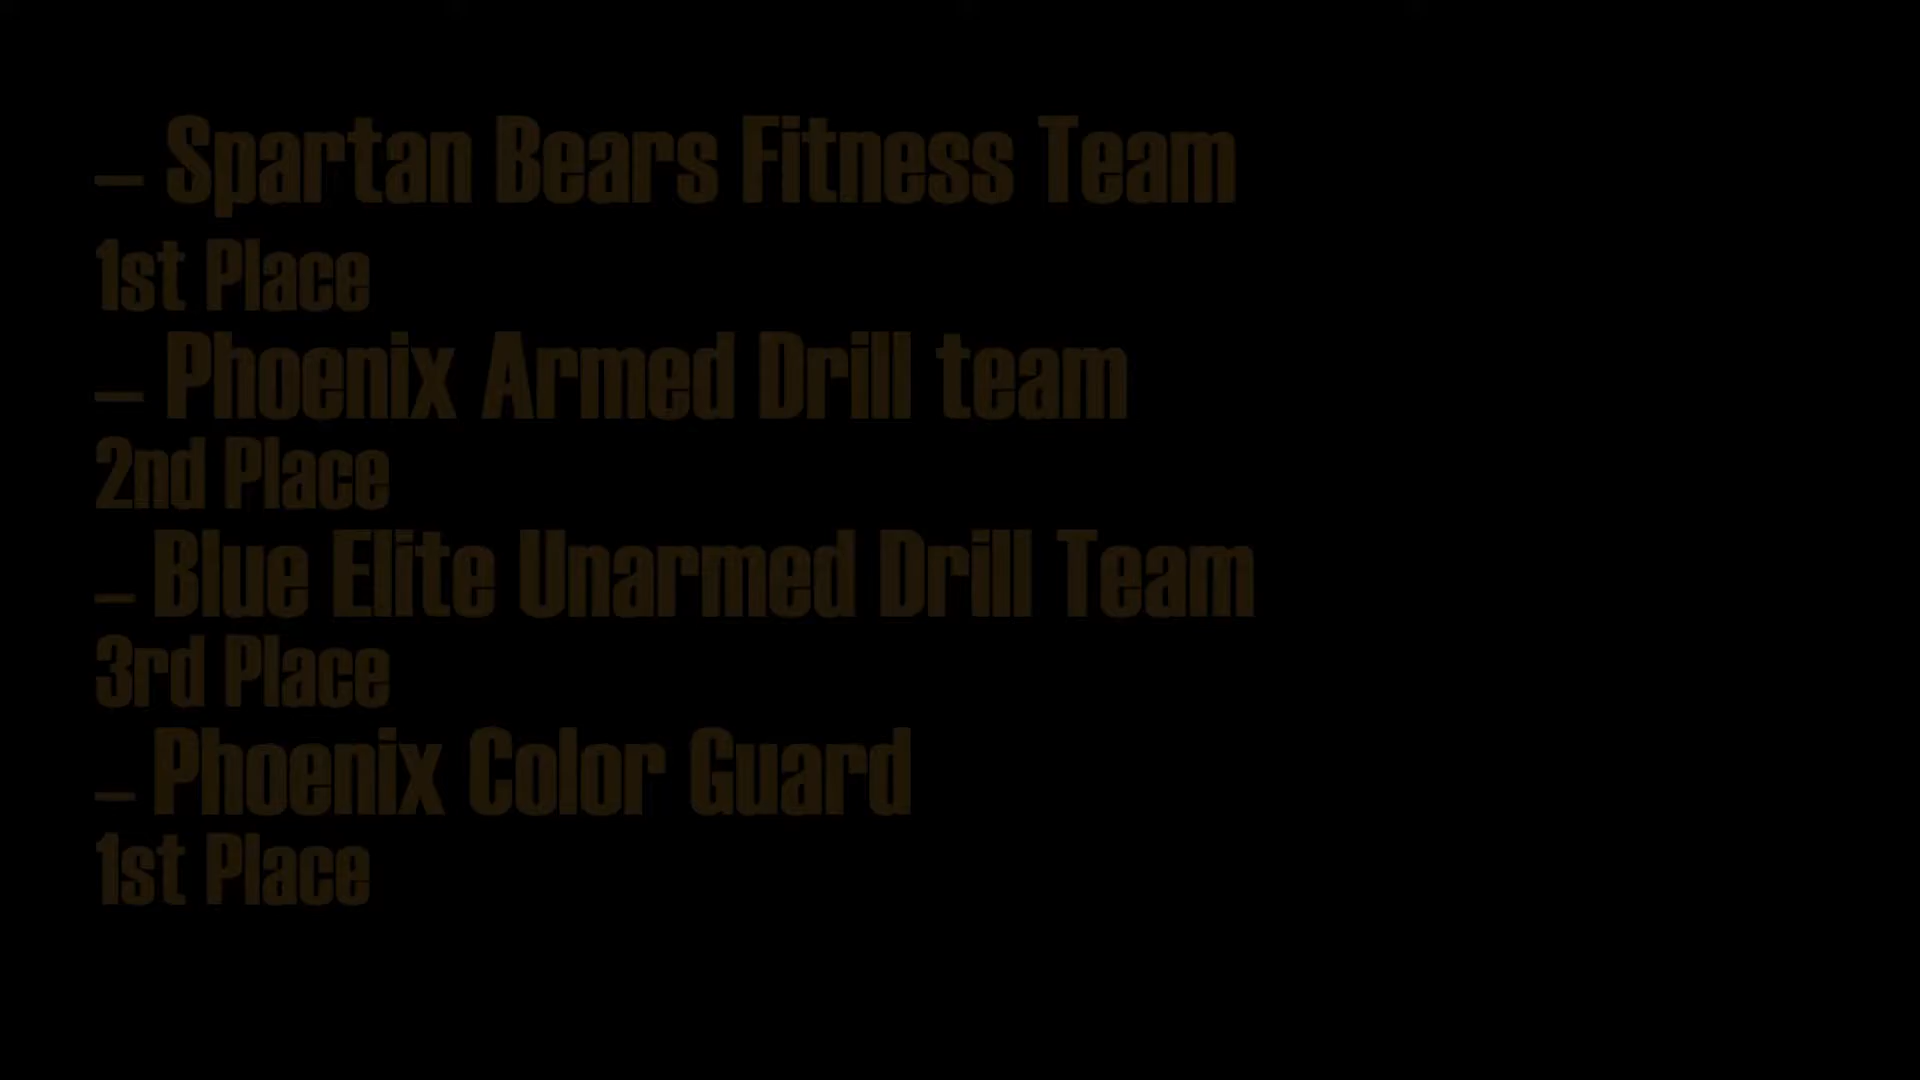 – Spartan Bears Fitness Team
1st Place
– Phoenix Armed Drill team
2nd Place
– Blue Elite Unarmed Drill Team
3rd Place
– Phoenix Color Guard
1st Place